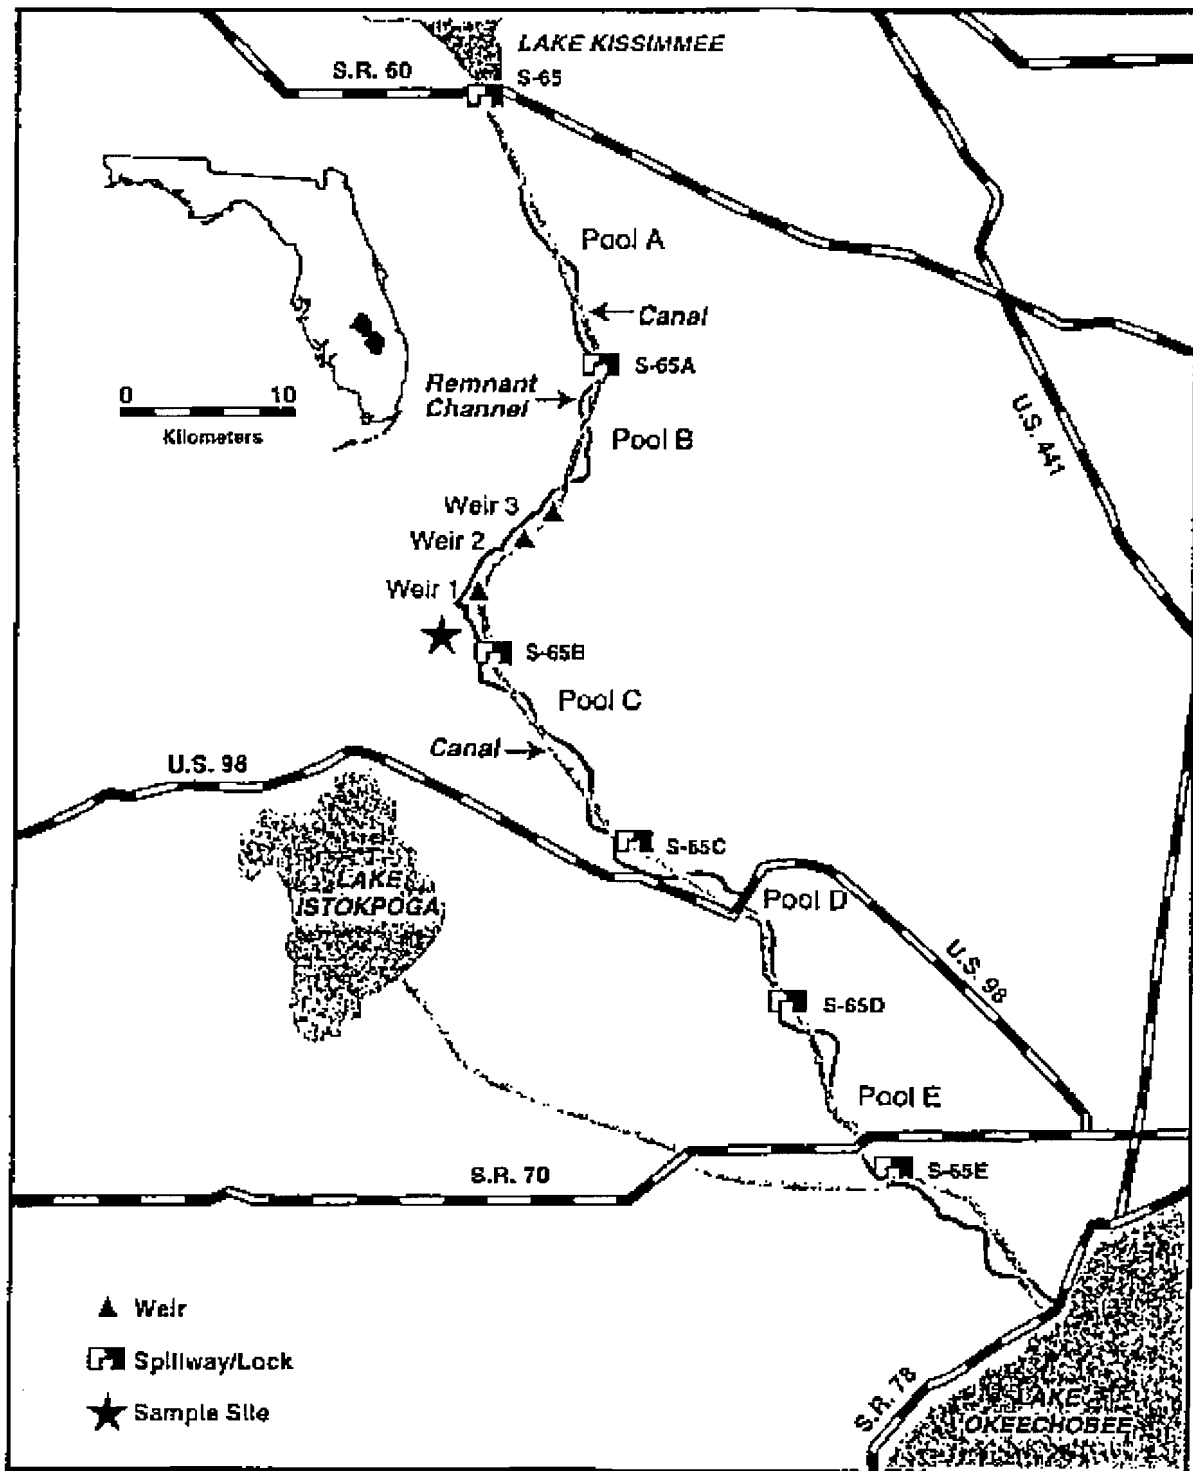 LAKE KISSIMMEE
S.R. 60
S-65
Pool A
Canal
S-65A
0 10
Kilometers
Remnant
Channel
Pool B
U.S. 441
Weir 3
Weir 2
Weir 1
S-65B
Pool C
Canal
U.S. 98
S-65C
LAKE
ISTOKPOGA
Pool D
U.S. 98
S-65D
Pool E
S.R. 70
S-65E
Weir
Spillway/Lock
Sample Site
S.R. 78
LAKE
OKEECHOBEE